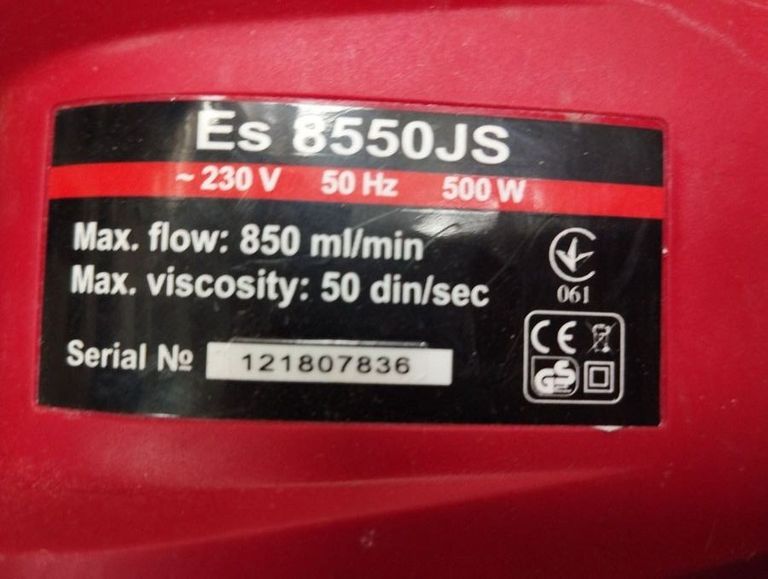 Es 8550JS
~ 230 V 50 Hz 500 W
Max. flow: 850 ml/min
Max. viscosity: 50 din/sec
061
Serial № 121807836
CE
GS